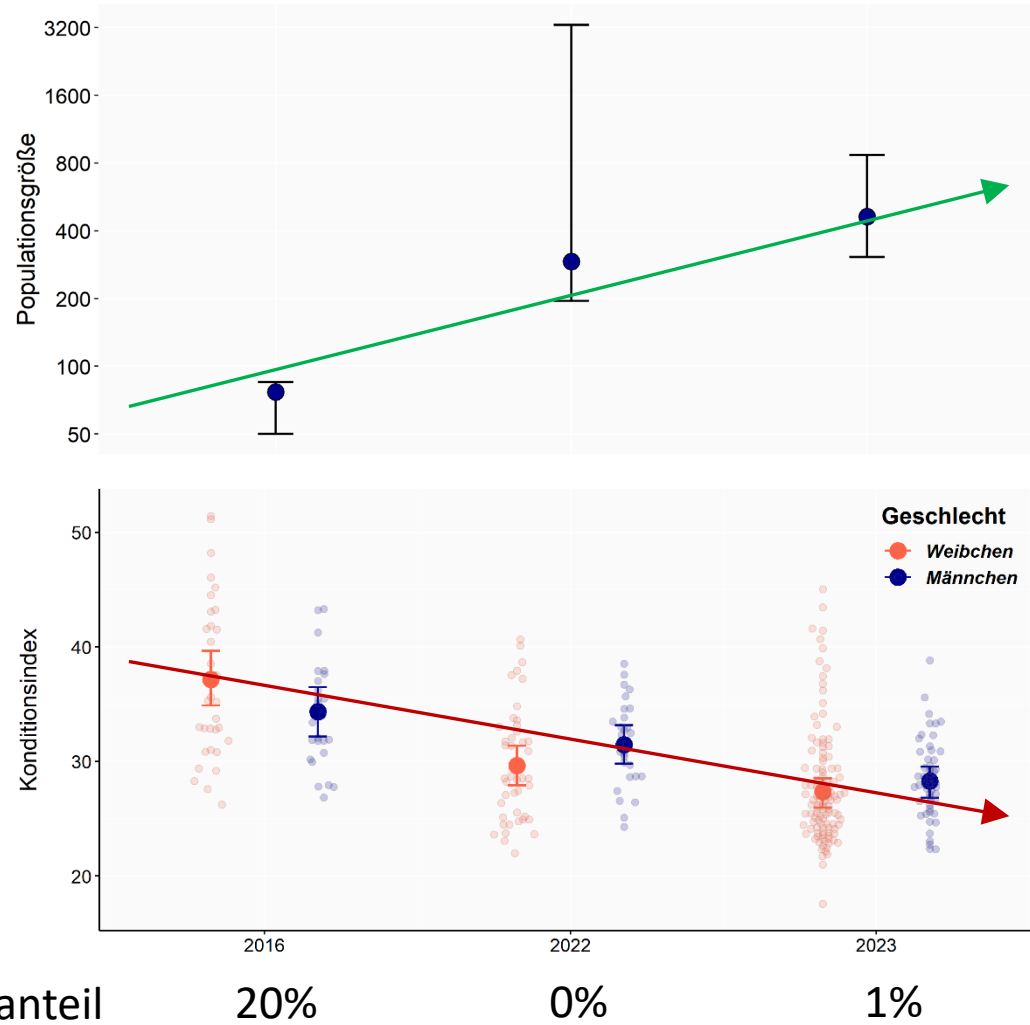 Populationsgröße
3200
1600
800
400
200
100
50
Konditionsindex
50
40
30
20
Geschlecht
Weibchen
Männchen
2016 2022 2023
anteil 20% 0% 1%